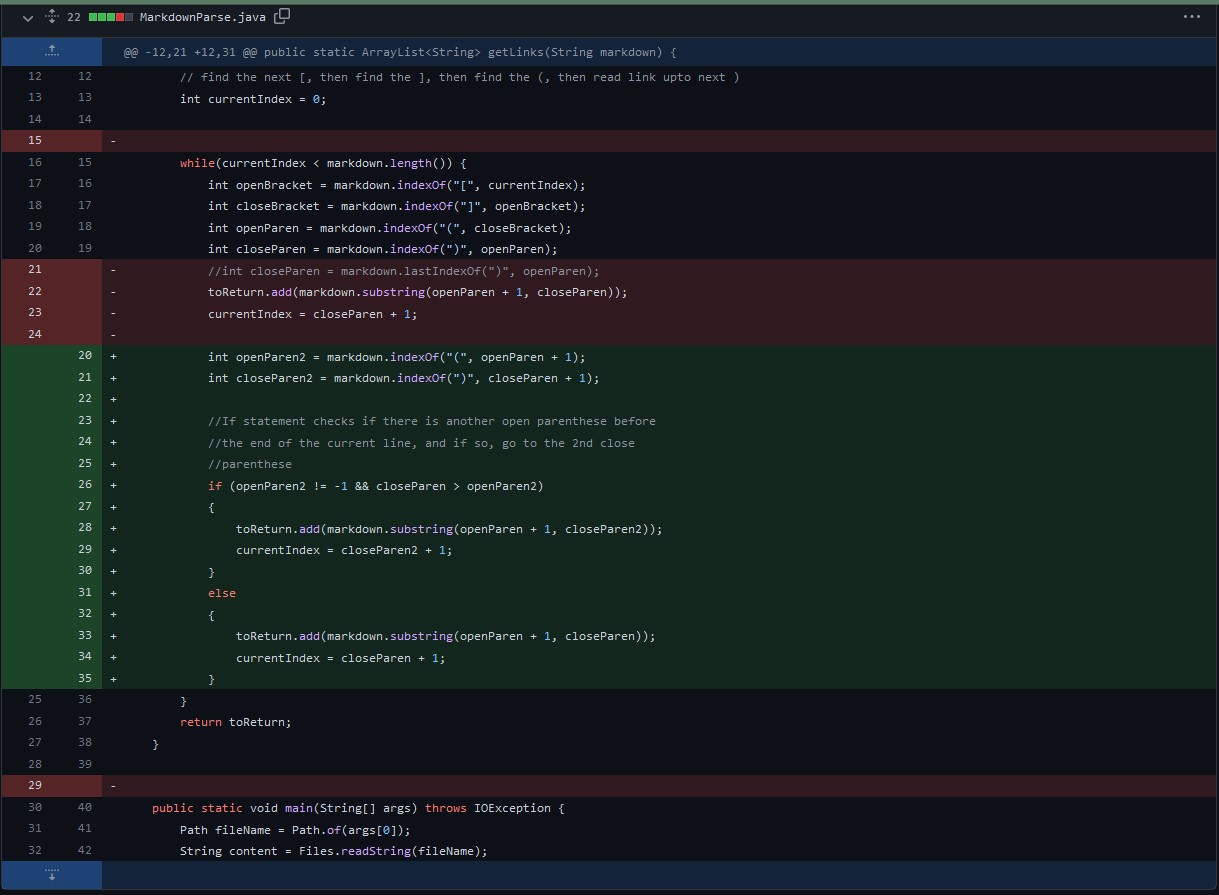 22 MarkdownParse.java
@@ -12,21 +12,31 @@ public static ArrayList<String> getLinks(String markdown) {
12 12 // find the next [, then find the ], then find the (, then read link upto next )
13 13 int currentIndex = 0;
14 14
15 -
16 15 while(currentIndex < markdown.length()) {
17 16 int openBracket = markdown.indexOf("[", currentIndex);
18 17 int closeBracket = markdown.indexOf("]", openBracket);
19 18 int openParen = markdown.indexOf("(", closeBracket);
20 19 int closeParen = markdown.indexOf(")", openParen);
21 - //int closeParen = markdown.lastIndexOf(")", openParen);
22 - toReturn.add(markdown.substring(openParen + 1, closeParen));
23 - currentIndex = closeParen + 1;
24 -
20 + int openParen2 = markdown.indexOf("(", openParen + 1);
21 + int closeParen2 = markdown.indexOf(")", closeParen + 1);
22 +
23 + //If statement checks if there is another open parenthese before
24 + //the end of the current line, and if so, go to the 2nd close
25 + //parenthese
26 + if (openParen2 != -1 && closeParen > openParen2)
27 + {
28 + toReturn.add(markdown.substring(openParen + 1, closeParen2));
29 + currentIndex = closeParen2 + 1;
30 + }
31 + else
32 + {
33 + toReturn.add(markdown.substring(openParen + 1, closeParen));
34 + currentIndex = closeParen + 1;
35 + }
25 36 }
26 37 return toReturn;
27 38 }
28 39
29 -
30 40 public static void main(String[] args) throws IOException {
31 41 Path fileName = Path.of(args[0]);
32 42 String content = Files.readString(fileName);